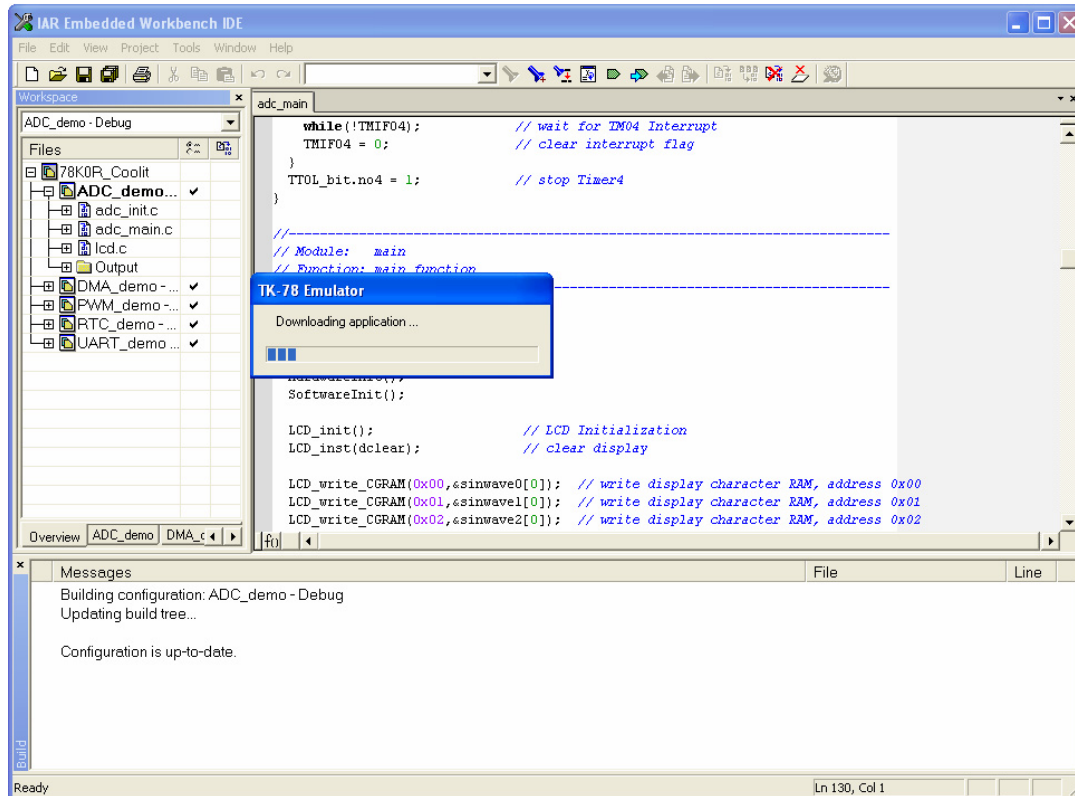 IAR Embedded Workbench IDE
File Edit View Project Tools Window Help
Workspace
ADC_demo - Debug
Files
78K0R_Coolit
ADC_demo...
adc_init.c
adc_main.c
lcd.c
Output
DMA_demo - ...
PWM_demo -...
RTC_demo - ...
UART_demo ...
Overview ADC_demo DMA_c
adc_main
while(!TMIF04); // wait for TM04 Interrupt
TMIF04 = 0; // clear interrupt flag
}
TT0L_bit.no4 = 1; // stop Timer4
}
//--------------------------------------------------------------------------------
// Module: main
// Function: main function
TK-78 Emulator
Downloading application ...
SoftwareInit();
LCD_init(); // LCD Initialization
LCD_inst(dclear); // clear display
LCD_write_CGRAM(0x00,&sinwave0[0]); // write display character RAM, address 0x00
LCD_write_CGRAM(0x01,&sinwave1[0]); // write display character RAM, address 0x01
LCD_write_CGRAM(0x02,&sinwave2[0]); // write display character RAM, address 0x02
f0
Messages File Line
Building configuration: ADC_demo - Debug
Updating build tree...
Configuration is up-to-date.
Build
Ready Ln 130, Col 1